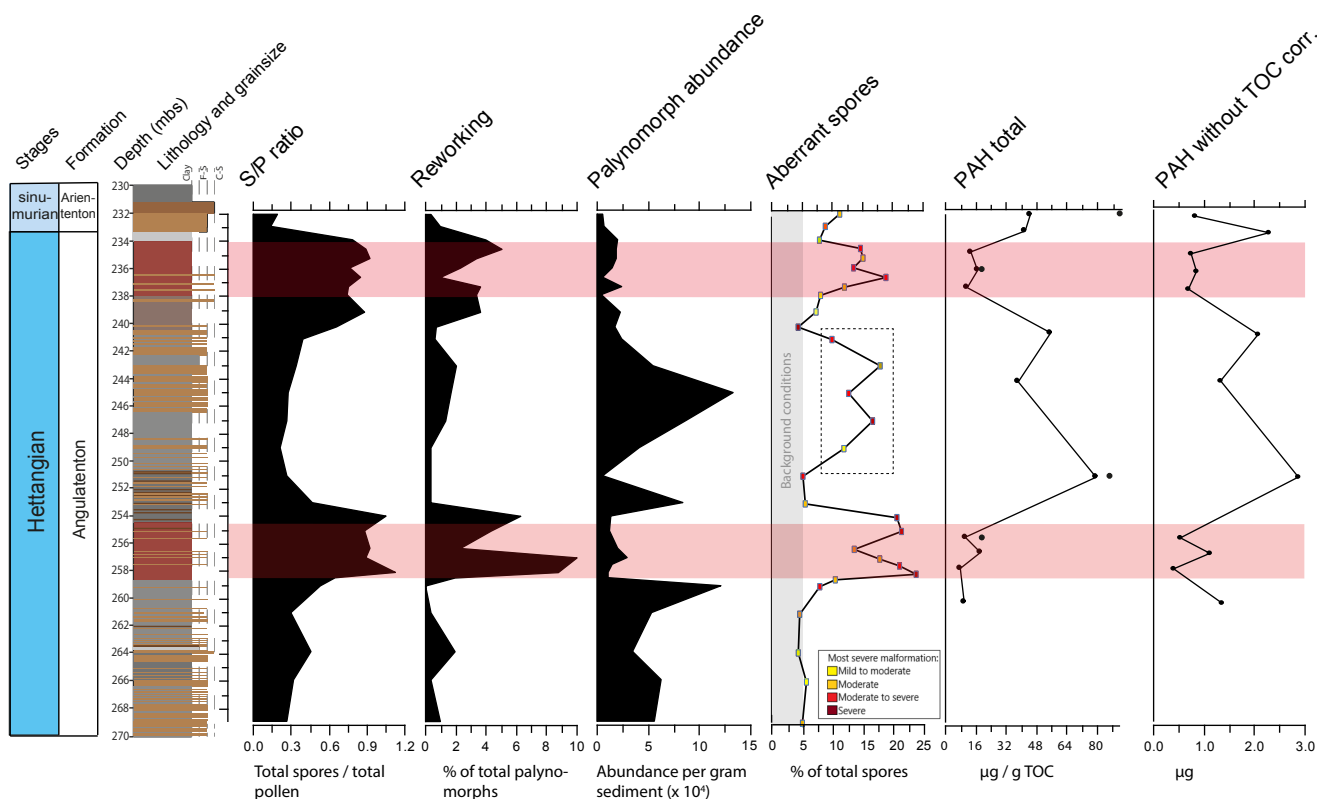 Stages
Formation
Depth (mbs)
Lithology and grainsize
Clay
F-S
C-S
S/P ratio
Reworking
Palynomorph abundance
Aberrant spores
PAH total
PAH without TOC corr.
sinu-
murian
Arien-
tenton
Hettangian
Angulatenton
230
232
234
236
238
240
242
244
246
248
250
252
254
256
258
260
262
264
266
268
270
Background conditions
Most severe malformation:
Mild to moderate
Moderate
Moderate to severe
Severe
0.0 0.3 0.6 0.9 1.2
0 2 4 6 8 10
0 5 10 15
0 5 10 15 20 25
0 16 32 48 64 80
0.0 1.0 2.0 3.0
Total spores / total
pollen
% of total palyno-
morphs
Abundance per gram
sediment (x 10⁴)
% of total spores
µg / g TOC
µg